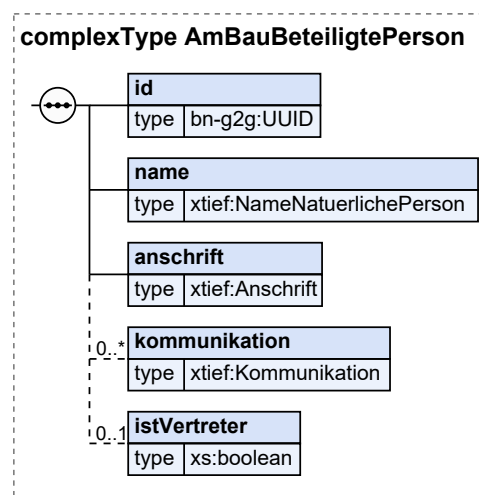 complexType AmBauBeteiligtePerson
id
type bn-g2g:UUID
name
type xtief:NameNatuerlichePerson
anschrift
type xtief:Anschrift
0..* kommunikation
type xtief:Kommunikation
0..1 istVertreter
type xs:boolean